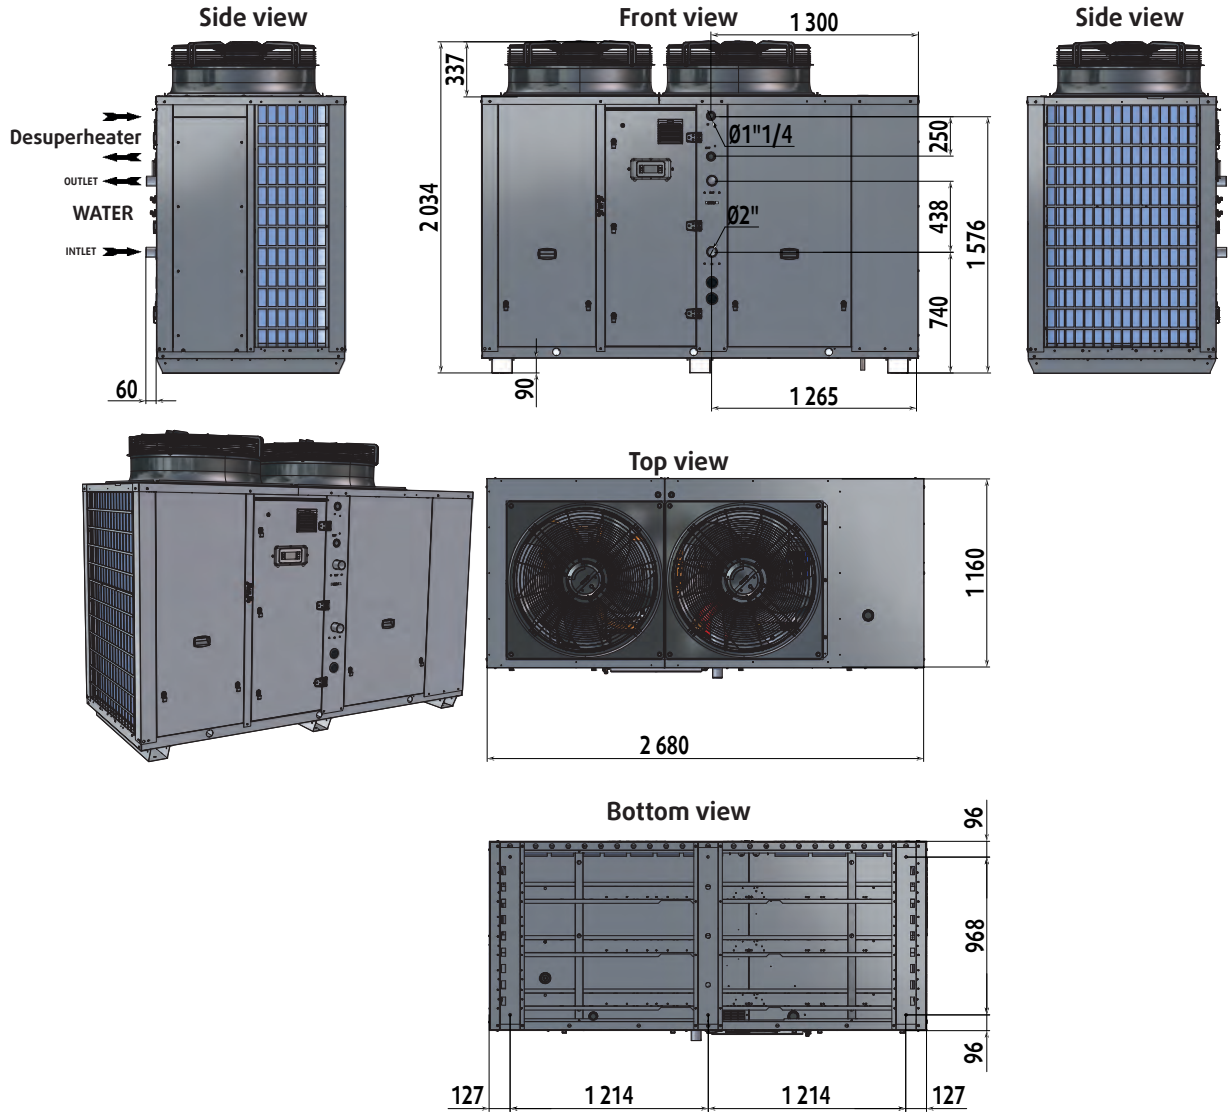 Side view
Front view
Side view
1 300
337
Desuperheater
Ø1"1/4
250
OUTLET
2 034
438
WATER
Ø2"
1 576
INTLET
740
60
90
1 265
Top view
1 160
2 680
Bottom view
96
968
96
127
1 214
1 214
127